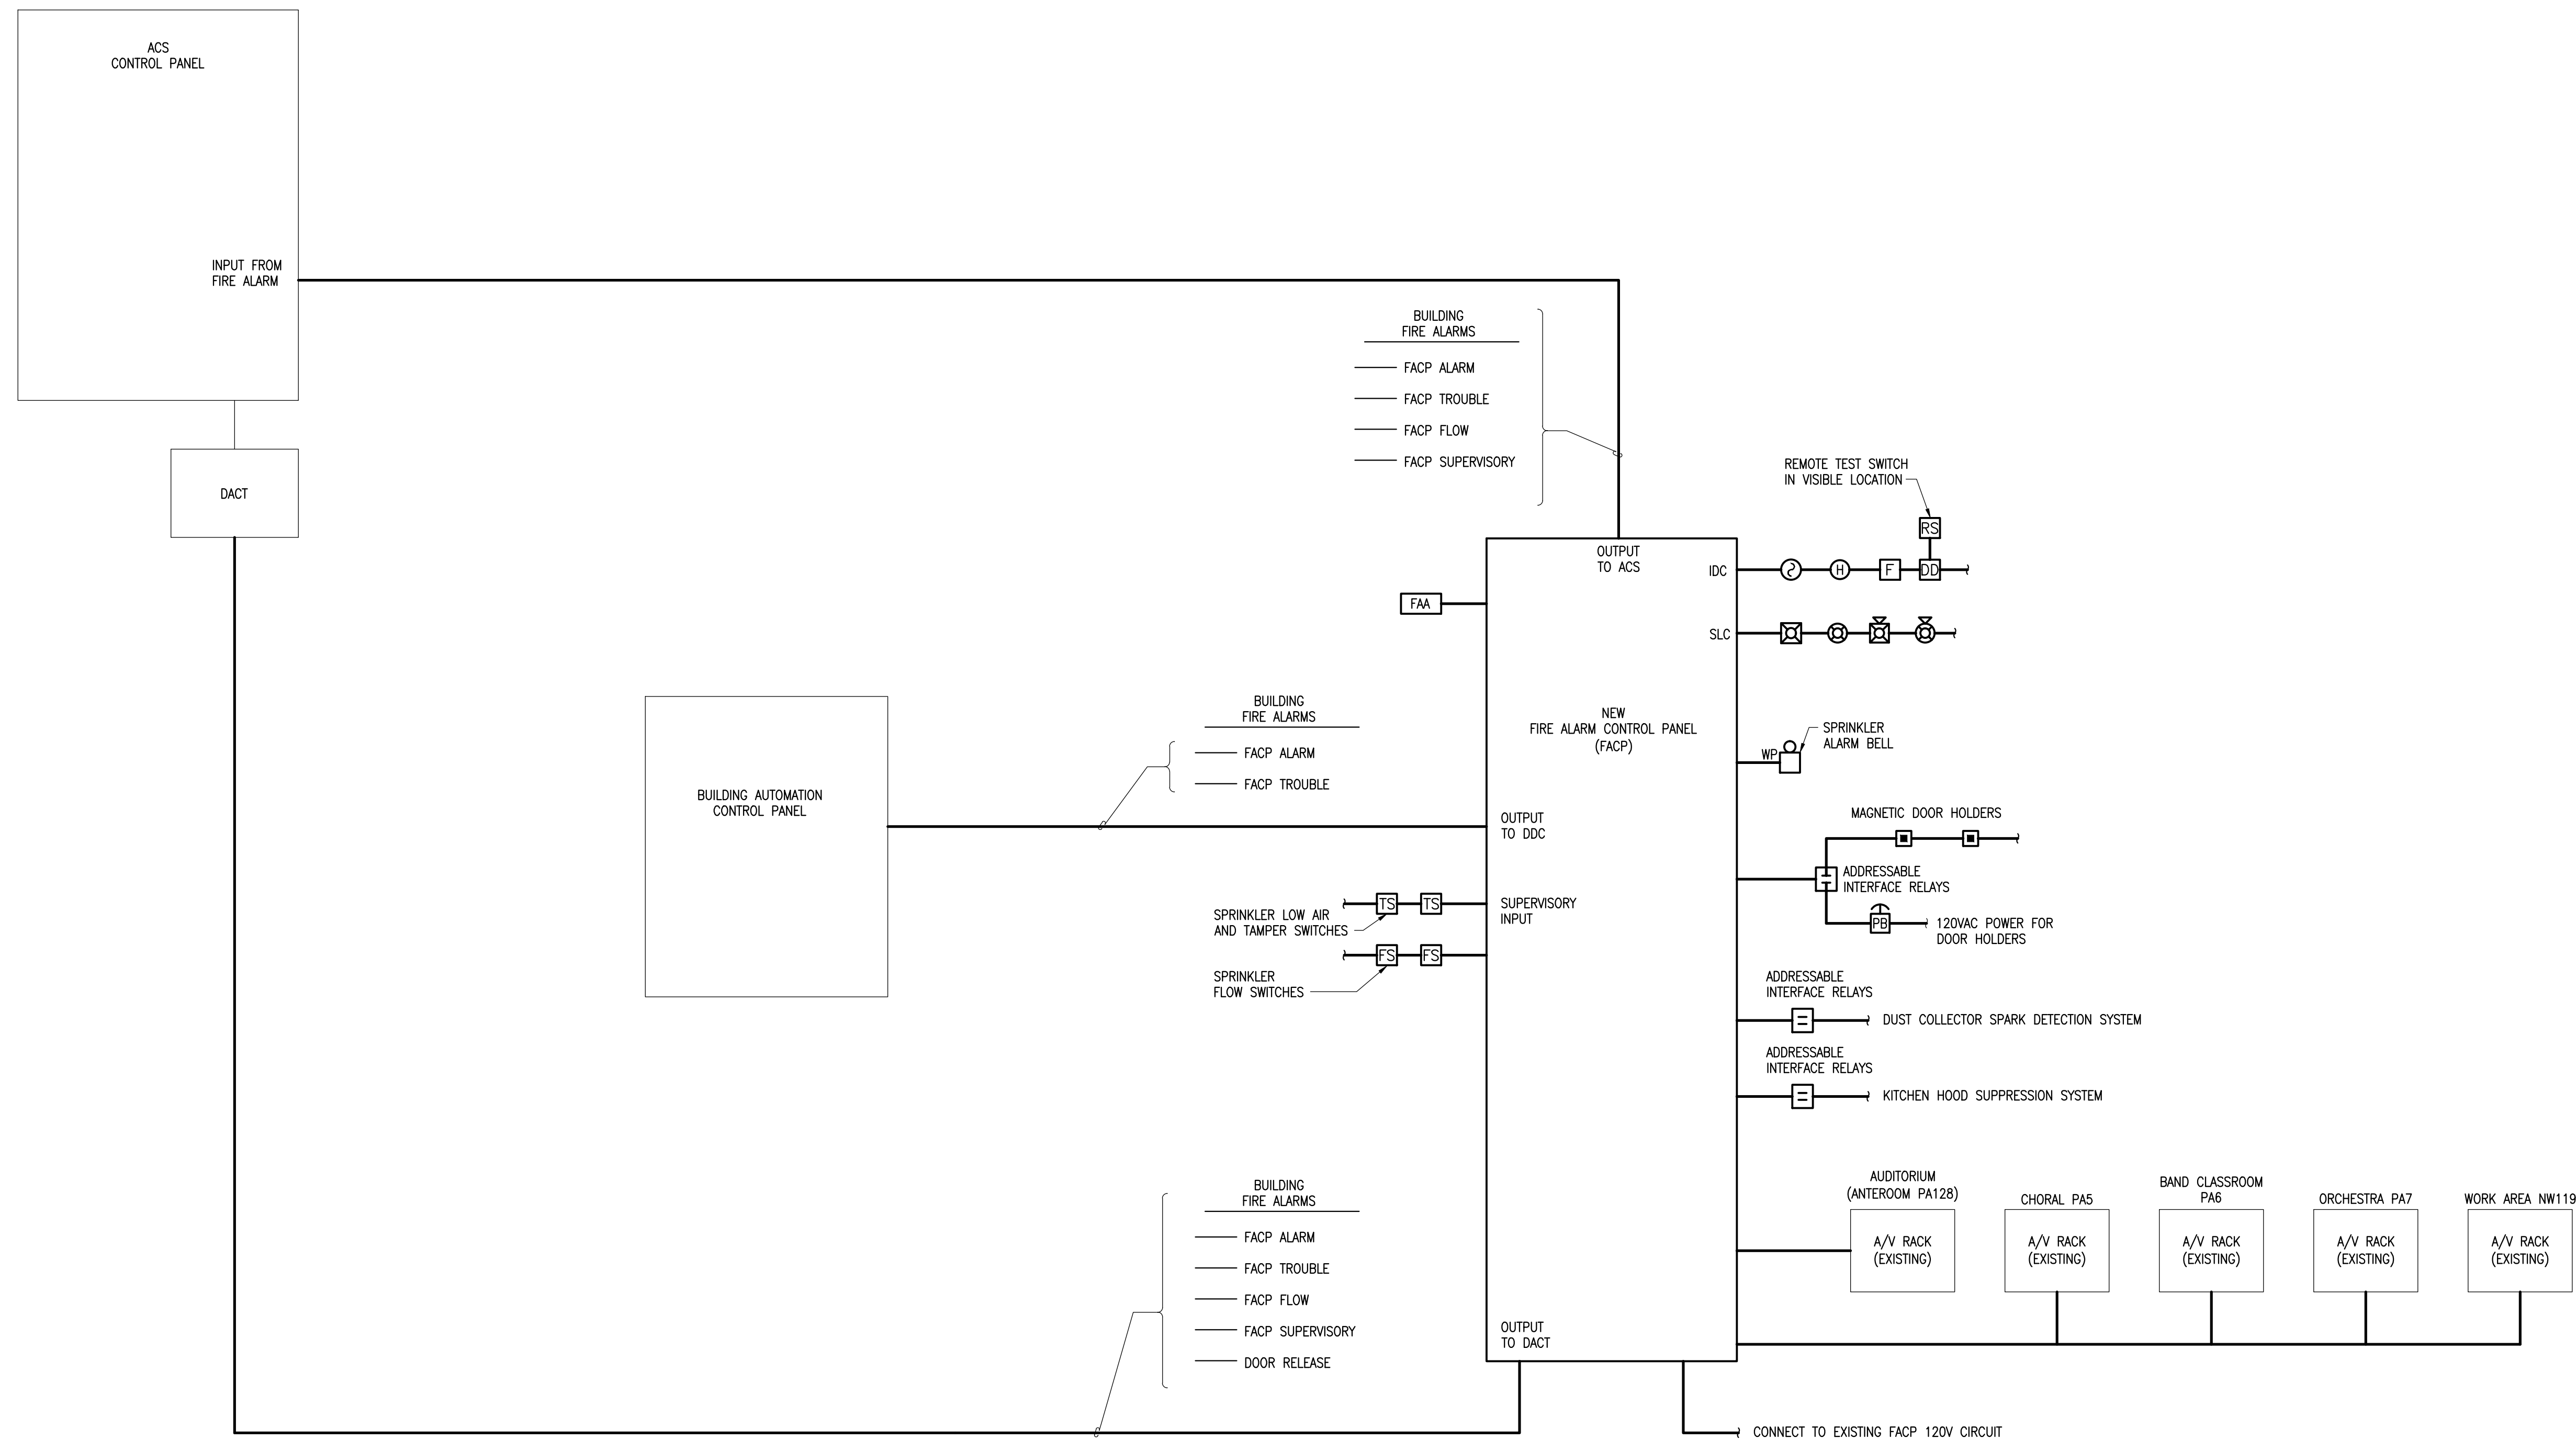 ACS
CONTROL PANEL
INPUT FROM
FIRE ALARM
DACT
BUILDING
FIRE ALARMS
FACP ALARM
FACP TROUBLE
FACP FLOW
FACP SUPERVISORY
REMOTE TEST SWITCH
IN VISIBLE LOCATION
RS
OUTPUT
TO ACS
IDC
H
F
DD
FAA
SLC
NEW
FIRE ALARM CONTROL PANEL
(FACP)
WP
SPRINKLER
ALARM BELL
BUILDING
FIRE ALARMS
FACP ALARM
FACP TROUBLE
BUILDING AUTOMATION
CONTROL PANEL
OUTPUT
TO DDC
MAGNETIC DOOR HOLDERS
ADDRESSABLE
INTERFACE RELAYS
PB
120VAC POWER FOR
DOOR HOLDERS
SPRINKLER LOW AIR
AND TAMPER SWITCHES
TS
TS
SUPERVISORY
INPUT
SPRINKLER
FLOW SWITCHES
FS
FS
ADDRESSABLE
INTERFACE RELAYS
DUST COLLECTOR SPARK DETECTION SYSTEM
ADDRESSABLE
INTERFACE RELAYS
KITCHEN HOOD SUPPRESSION SYSTEM
BUILDING
FIRE ALARMS
FACP ALARM
FACP TROUBLE
FACP FLOW
FACP SUPERVISORY
DOOR RELEASE
OUTPUT
TO DACT
AUDITORIUM
(ANTEROOM PA128)
A/V RACK
(EXISTING)
CHORAL PA5
A/V RACK
(EXISTING)
BAND CLASSROOM
PA6
A/V RACK
(EXISTING)
ORCHESTRA PA7
A/V RACK
(EXISTING)
WORK AREA NW119
A/V RACK
(EXISTING)
CONNECT TO EXISTING FACP 120V CIRCUIT